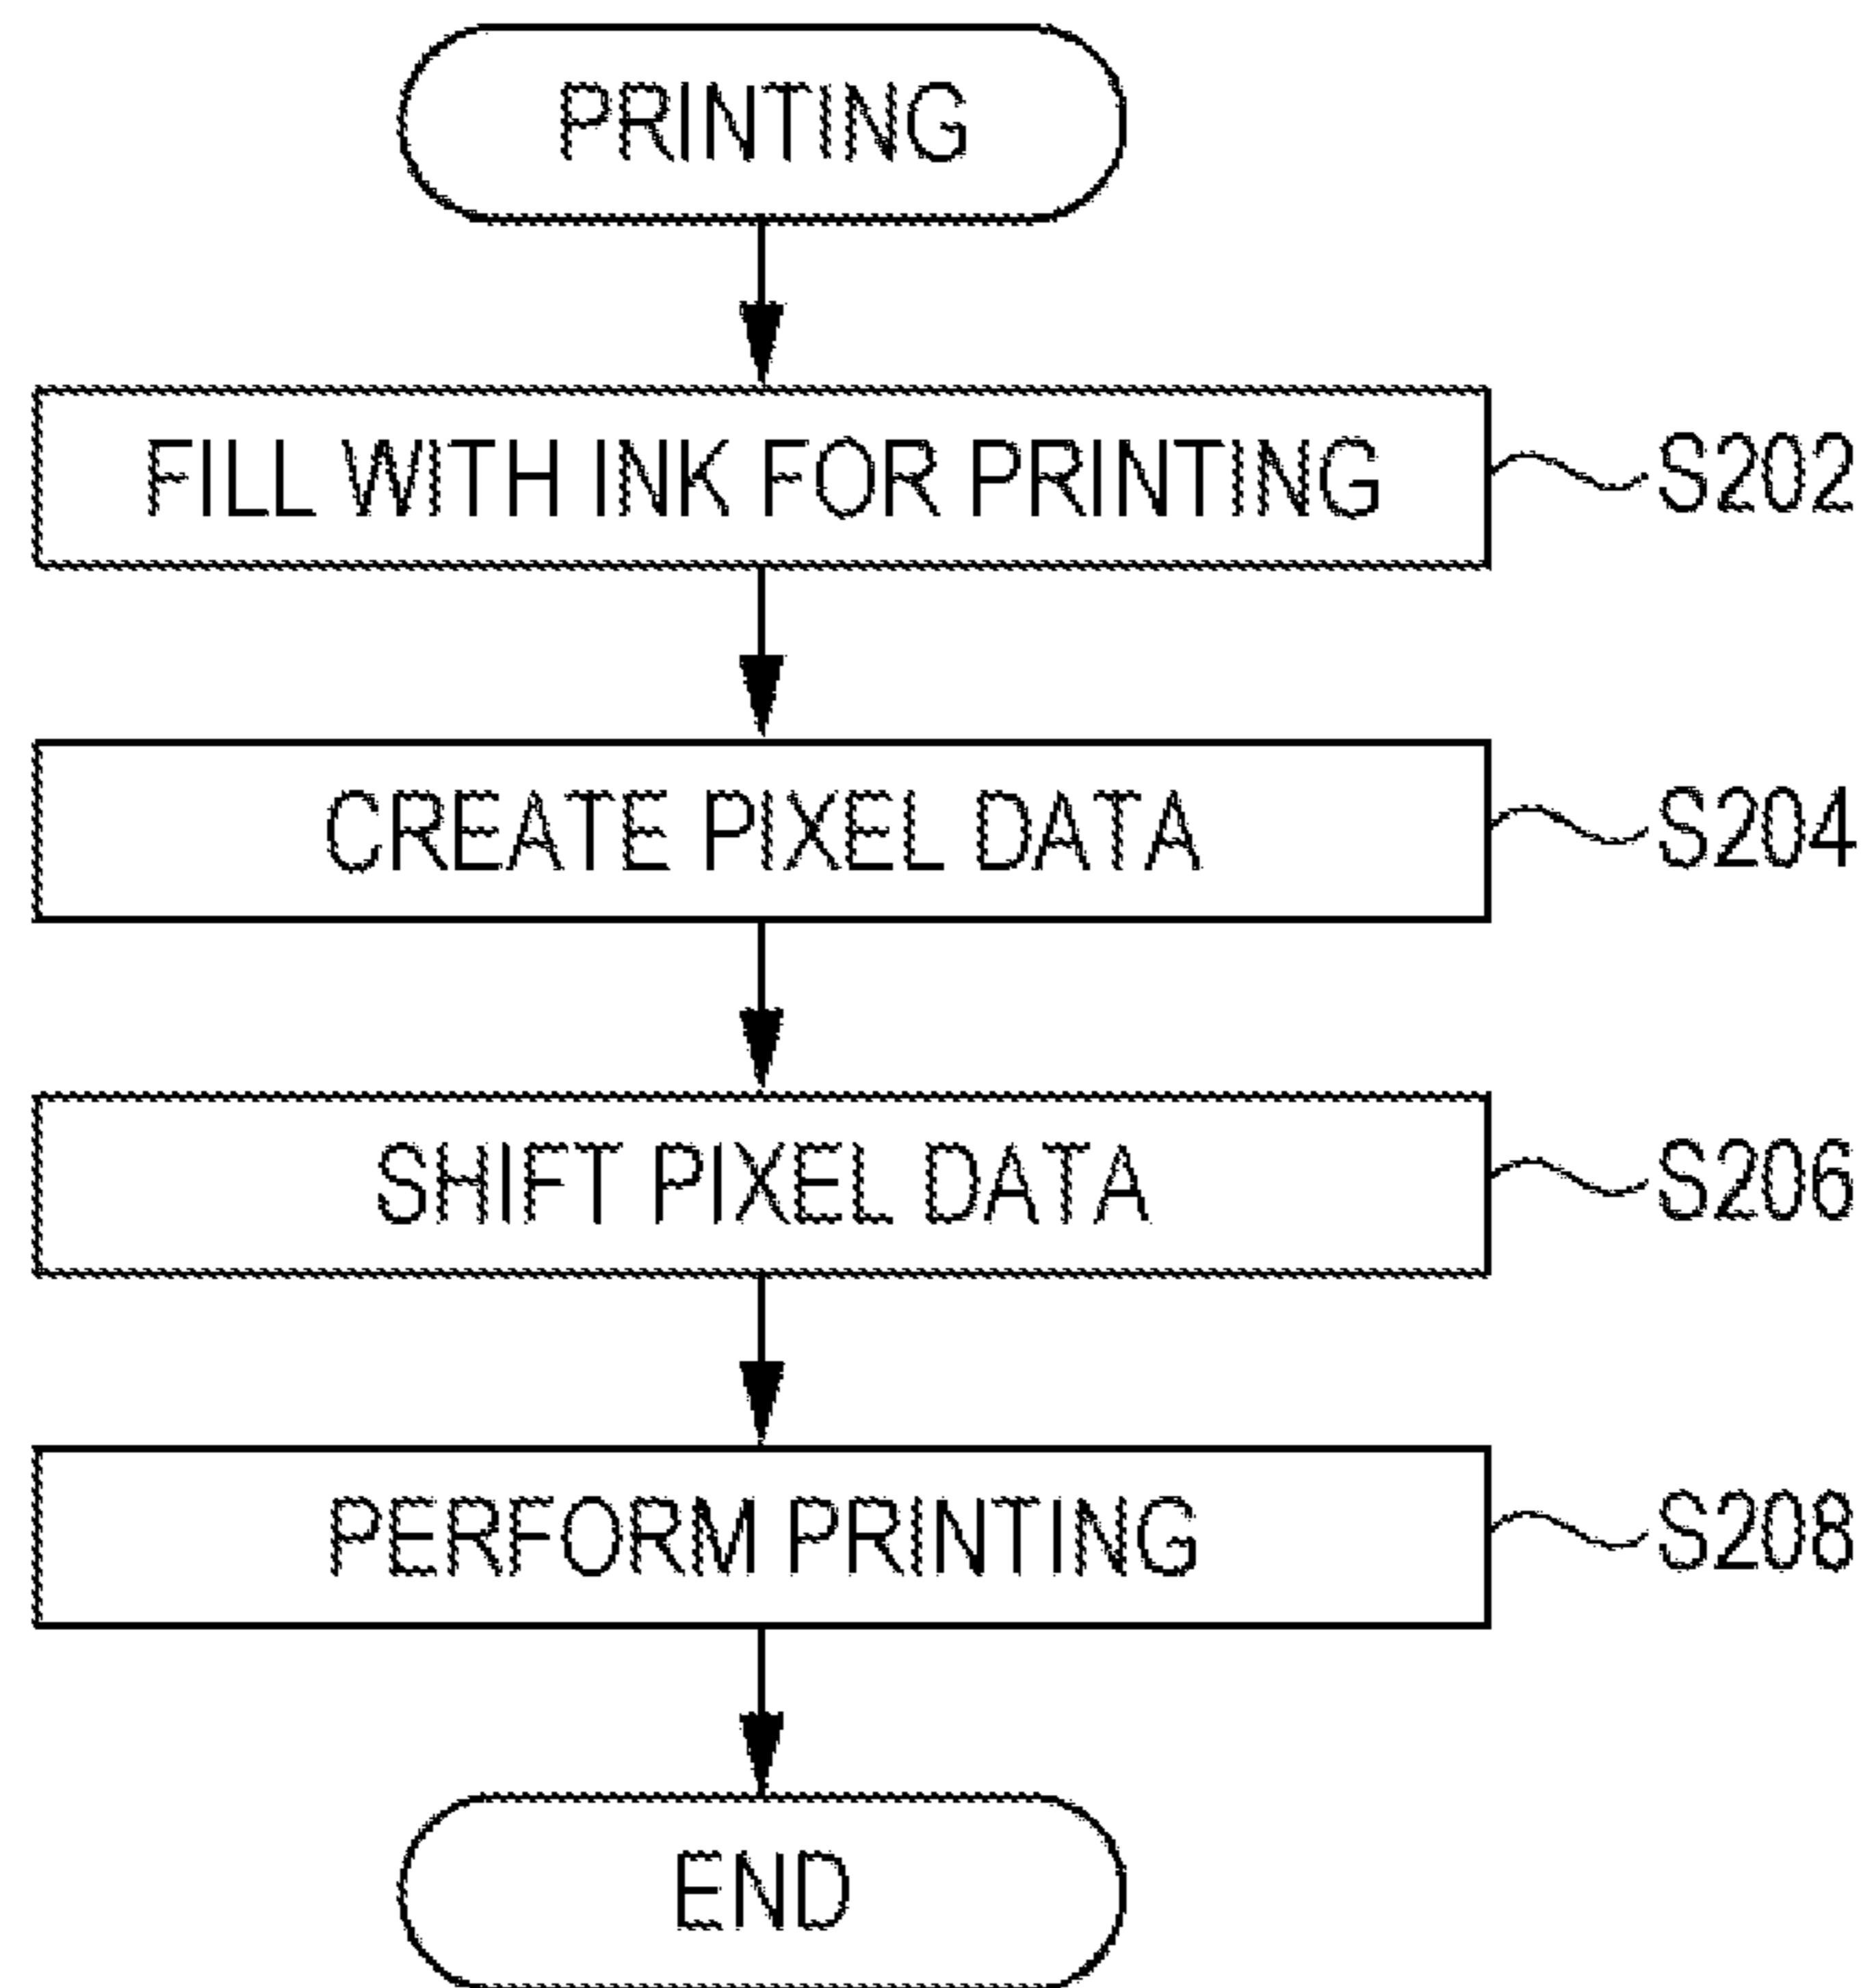 PRINTING
FILL WITH INK FOR PRINTING
S202
CREATE PIXEL DATA
S204
SHIFT PIXEL DATA
S206
PERFORM PRINTING
S208
END